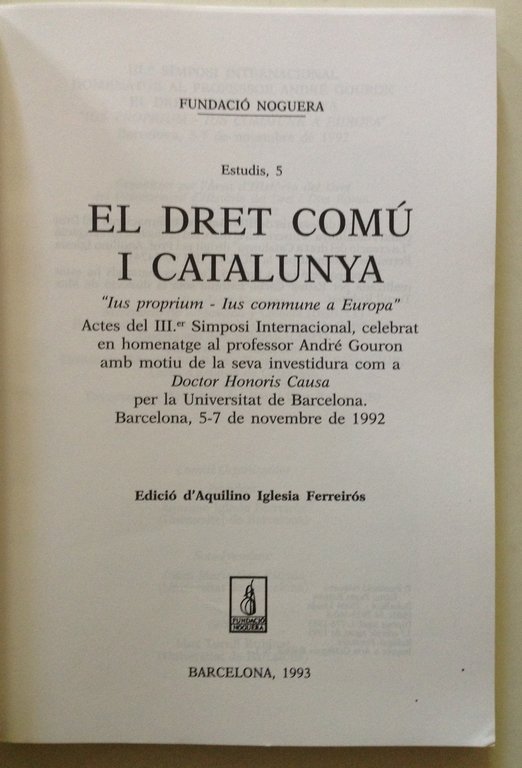 FUNDACIÓ NOGUERA
Estudis, 5
EL DRET COMÚ
I CATALUNYA
"Ius proprium - Ius commune a Europa"
Actes del III.er Simposi Internacional, celebrat
en homenatge al professor André Gouron
amb motiu de la seva investidura com a
Doctor Honoris Causa
per la Universitat de Barcelona.
Barcelona, 5-7 de novembre de 1992
Edició d'Aquilino Iglesia Ferreirós
FUNDACIÓ
NOGUERA
BARCELONA, 1993